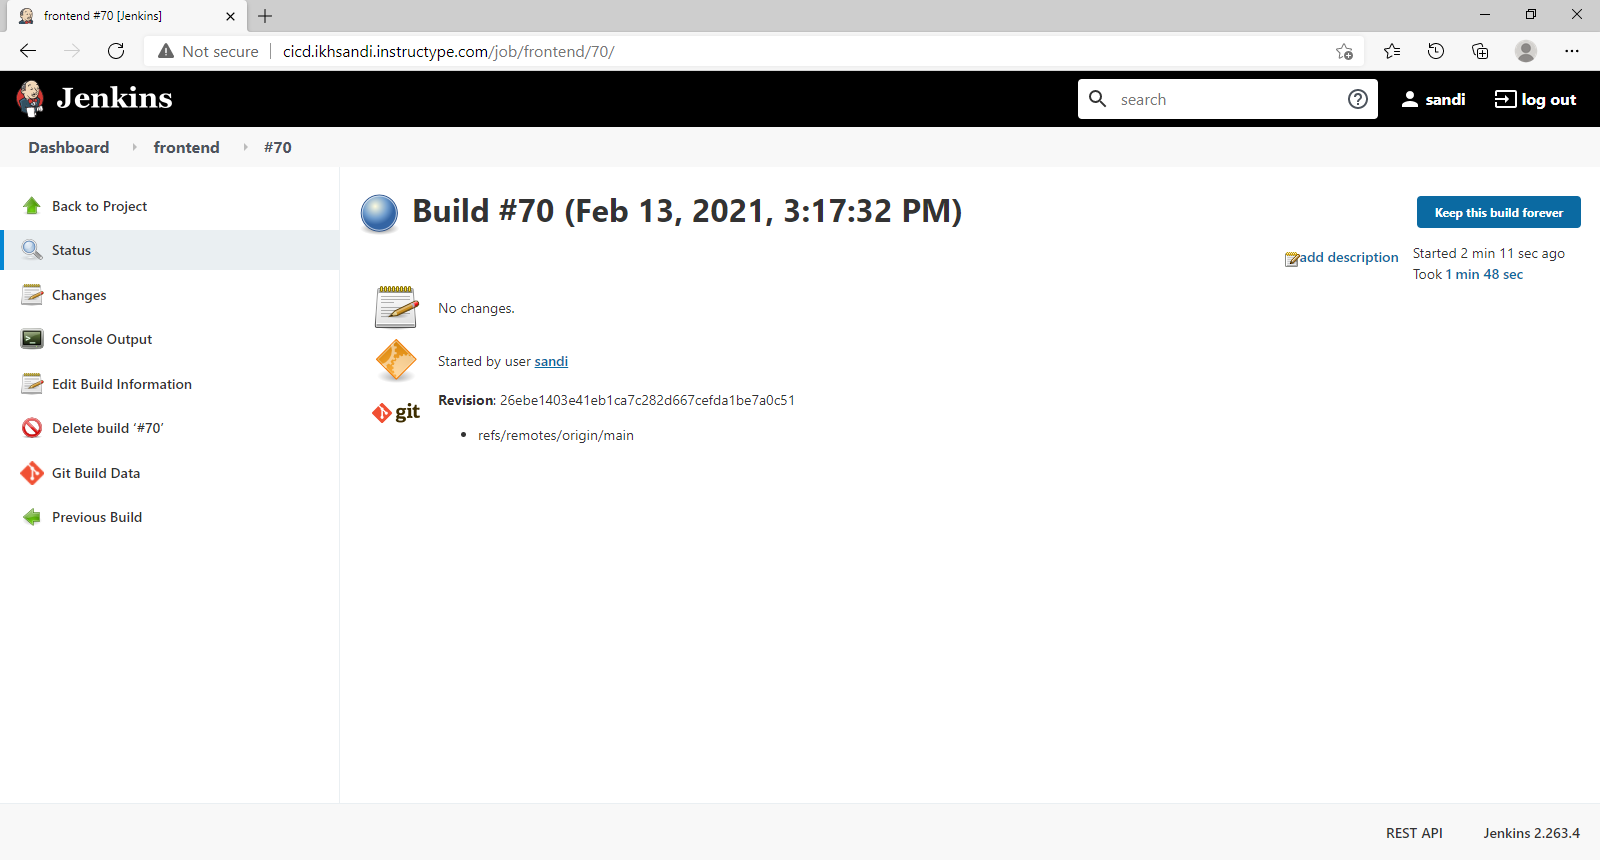 frontend #70 [Jenkins]
Not secure
cicd.ikhsandi.instructype.com/job/frontend/70/
Jenkins
search
sandi
log out
Dashboard
frontend
#70
Back to Project
Status
Changes
Console Output
Edit Build Information
Delete build ‘#70’
Git Build Data
Previous Build
Build #70 (Feb 13, 2021, 3:17:32 PM)
Keep this build forever
add description
Started 2 min 11 sec ago
Took 1 min 48 sec
No changes.
Started by user sandi
git
Revision: 26ebe1403e41eb1ca7c282d667cefda1be7a0c51
refs/remotes/origin/main
REST API
Jenkins 2.263.4